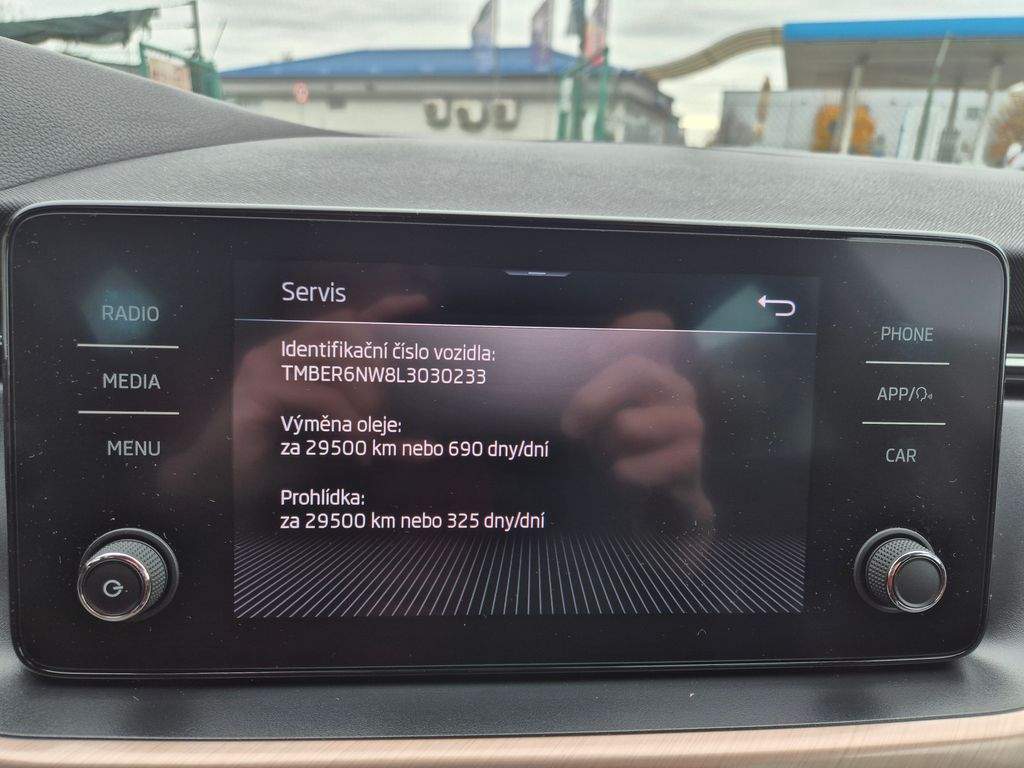 Servis
RADIO
MEDIA
MENU
Identifikační číslo vozidla:
TMBER6NW8L3030233
Výměna oleje:
za 29500 km nebo 690 dny/dní
Prohlídka:
za 29500 km nebo 325 dny/dní
PHONE
APP/
CAR